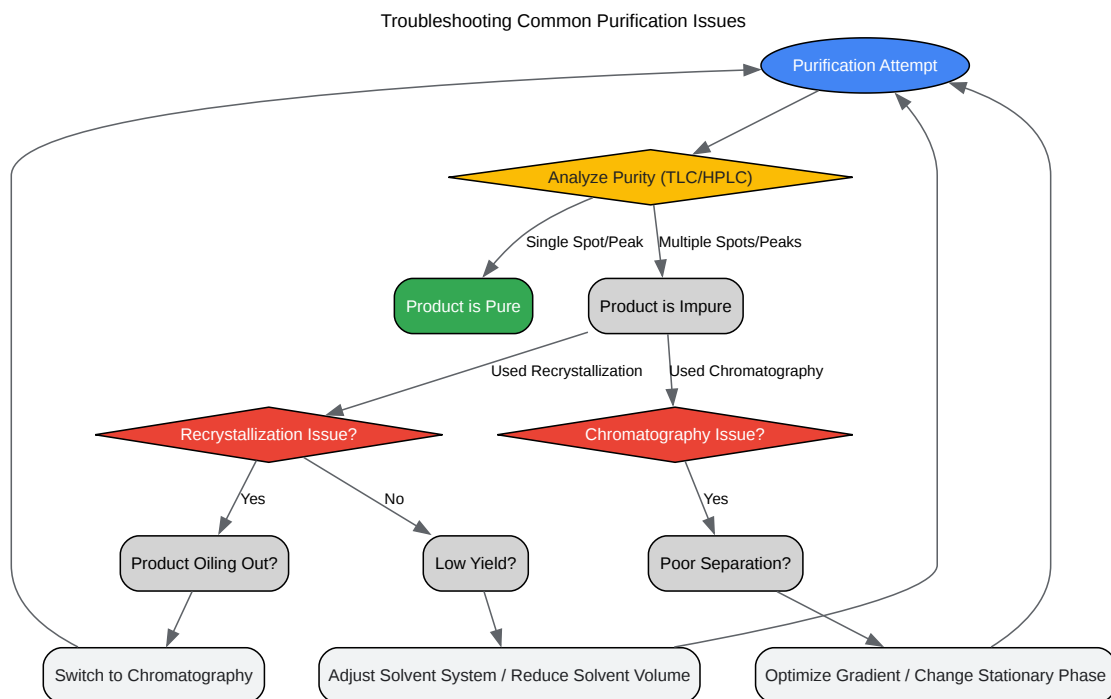 Troubleshooting Common Purification Issues
Purification Attempt
Analyze Purity (TLC/HPLC)
Single Spot/Peak
Multiple Spots/Peaks
Product is Pure
Product is Impure
Used Recrystallization
Used Chromatography
Recrystallization Issue?
Chromatography Issue?
Yes
No
Yes
Product Oiling Out?
Low Yield?
Poor Separation?
Switch to Chromatography
Adjust Solvent System / Reduce Solvent Volume
Optimize Gradient / Change Stationary Phase